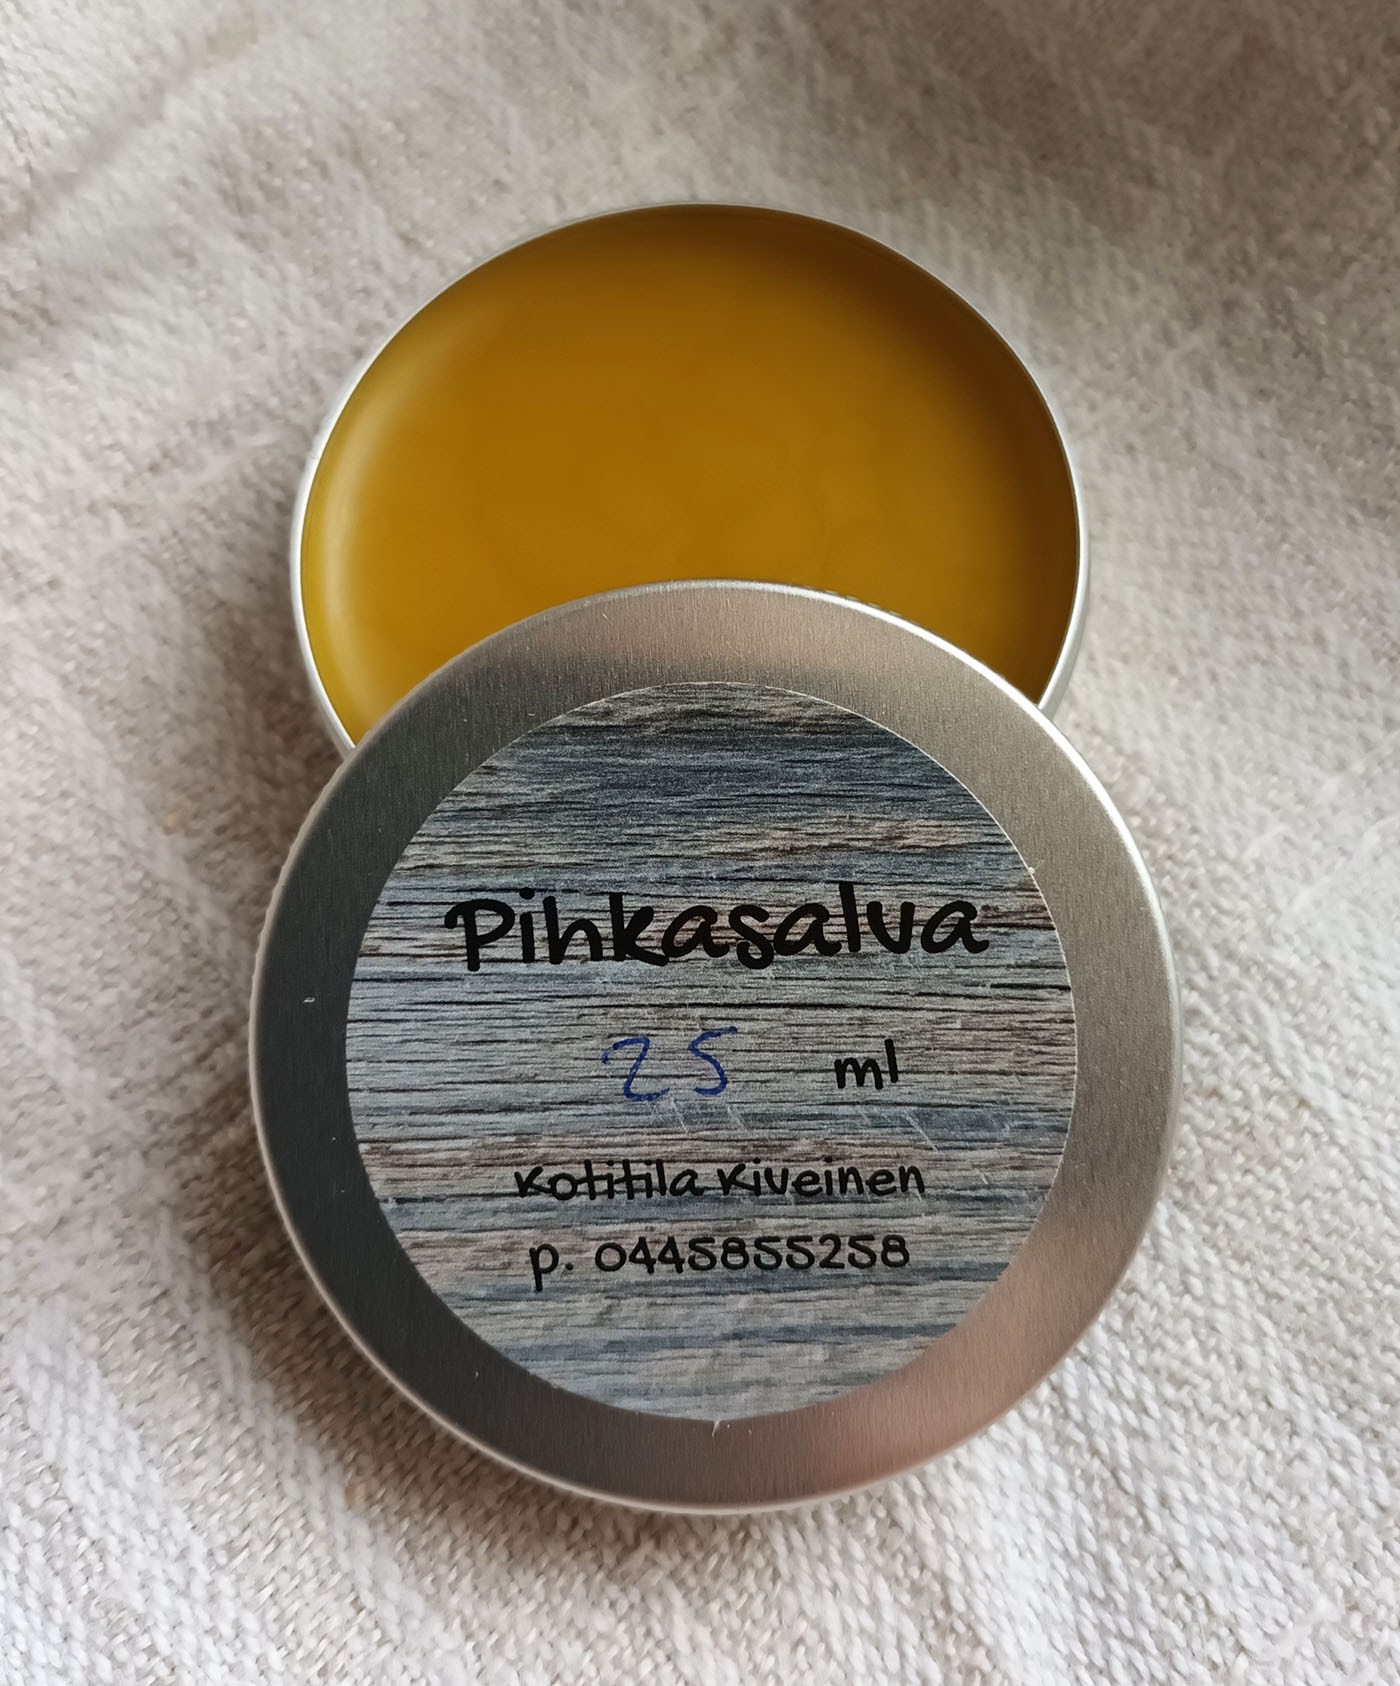 Pihkasalva
25 ml
Kotitila Kiveinen
p. 0445855258